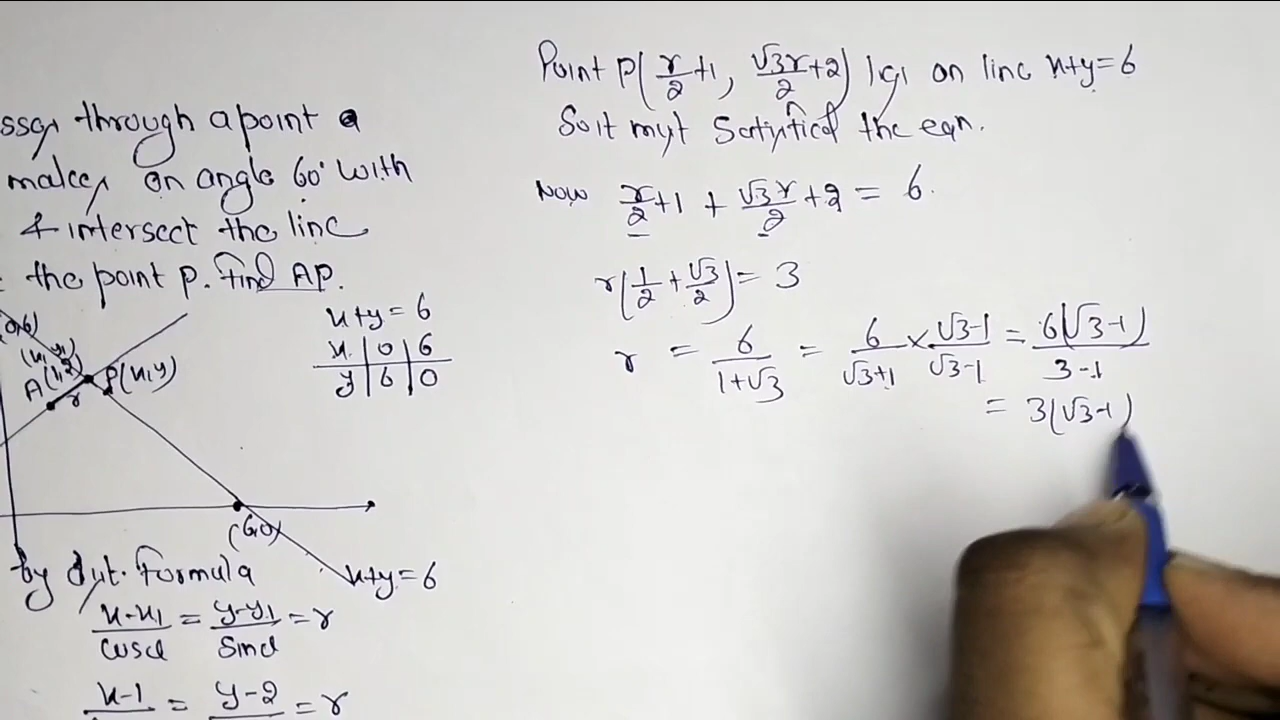 sses through a point a
makes an angle 60° with
& intersect the line
the point P. find AP.
x+y=6
x | 0 | 6
y | 6 | 0
0,6)
(x1, y1)
A(1,2)
P(x,y)
r
(6,0)
x+y=6
by dist. Formula
x-x1/cosα = y-y1/sinα = r
x-1 = y-2 = r
Point P(r/2+1, √3r/2+2) lies on line x+y=6
So it must satisfied the eqn.
Now r/2+1 + √3r/2+2 = 6.
r(1/2+√3/2) = 3
r = 6/1+√3 = 6/√3+1 × √3-1/√3-1 = 6(√3-1)/3-1
= 3(√3-1)